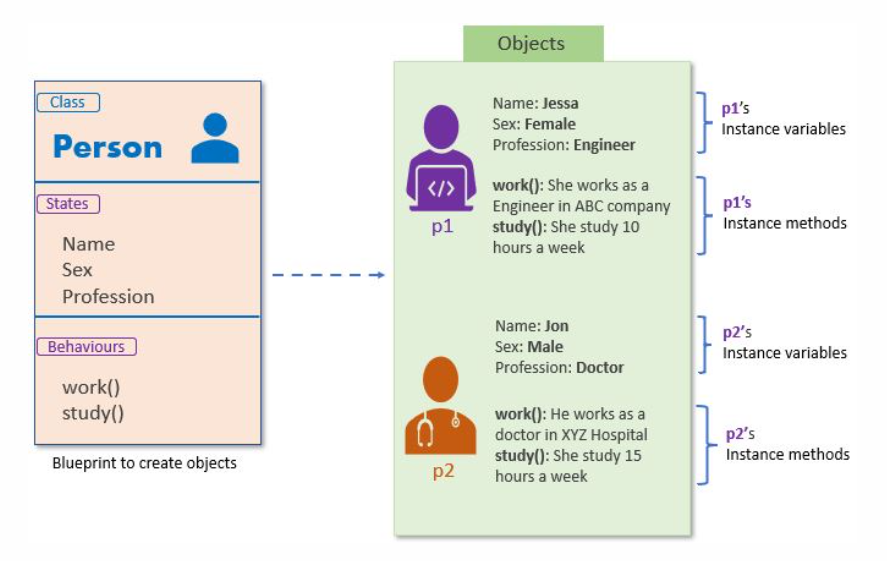 Class
Person
States
Name
Sex
Profession
Behaviours
work()
study()
Blueprint to create objects
Objects
</>
p1
Name: Jessa
Sex: Female
Profession: Engineer
work(): She works as a
Engineer in ABC company
study(): She study 10
hours a week
p1's
Instance variables
p1's
Instance methods
p2
Name: Jon
Sex: Male
Profession: Doctor
work(): He works as a
doctor in XYZ Hospital
study(): She study 15
hours a week
p2's
Instance variables
p2's
Instance methods